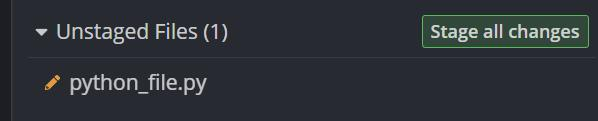 Unstaged Files (1)
Stage all changes
python_file.py